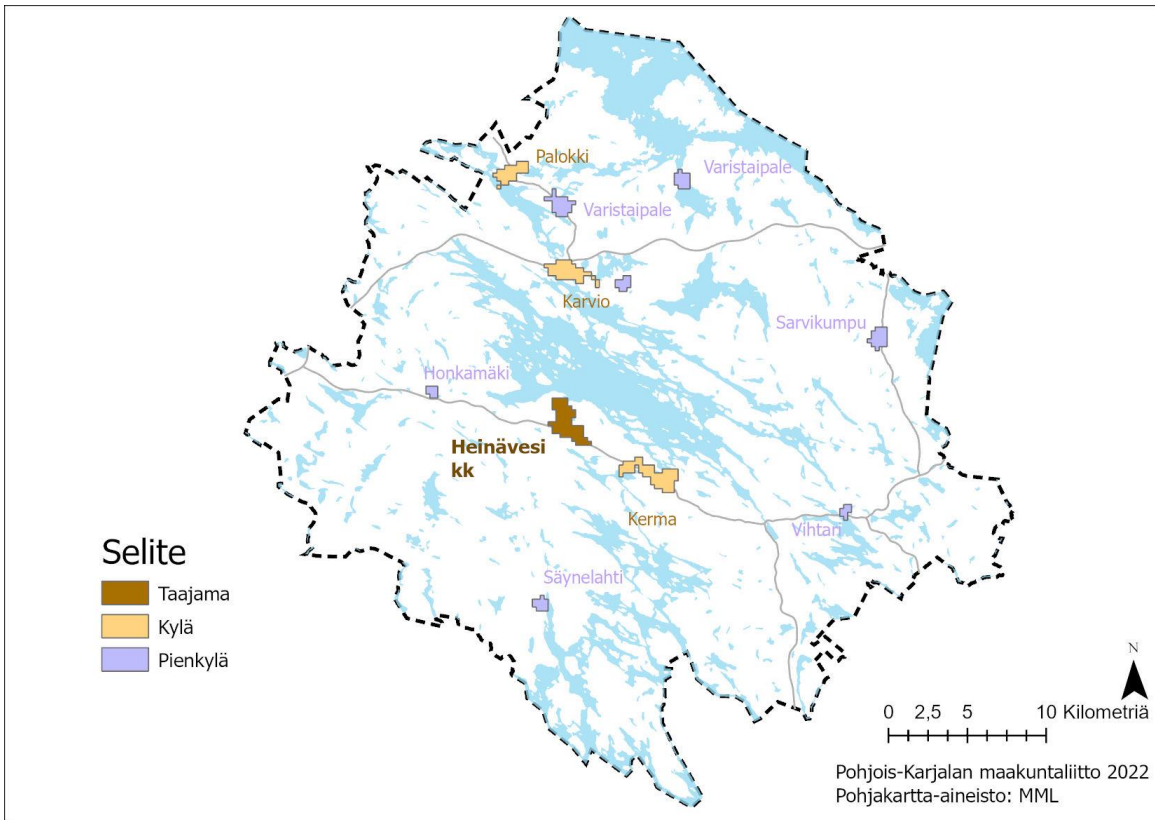 Palokki
Varistaipale
Varistaipale
Karvio
Sarvikumpu
Honkamäki
Heinävesi
kk
Kerma
Vihtari
Säynelahti
Selite
Taajama
Kylä
Pienkylä
N
0 2,5 5 10 Kilometriä
Pohjois-Karjalan maakuntaliitto 2022
Pohjakartta-aineisto: MML